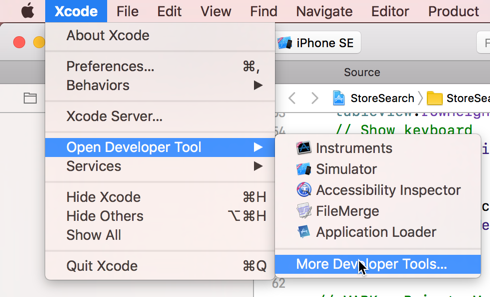 Xcode File Edit View Find Navigate Editor Product
About Xcode
iPhone SE
Preferences... ⌘,
Source
Behaviors ▶
StoreSearch StoreSea
Xcode Server...
// Show keyboard
Open Developer Tool ▶
Instruments
Services ▶
Simulator
Accessibility Inspector
Hide Xcode ⌘H
FileMerge
Hide Others ⌥⌘H
Application Loader
Show All
Quit Xcode ⌘Q
More Developer Tools...
62